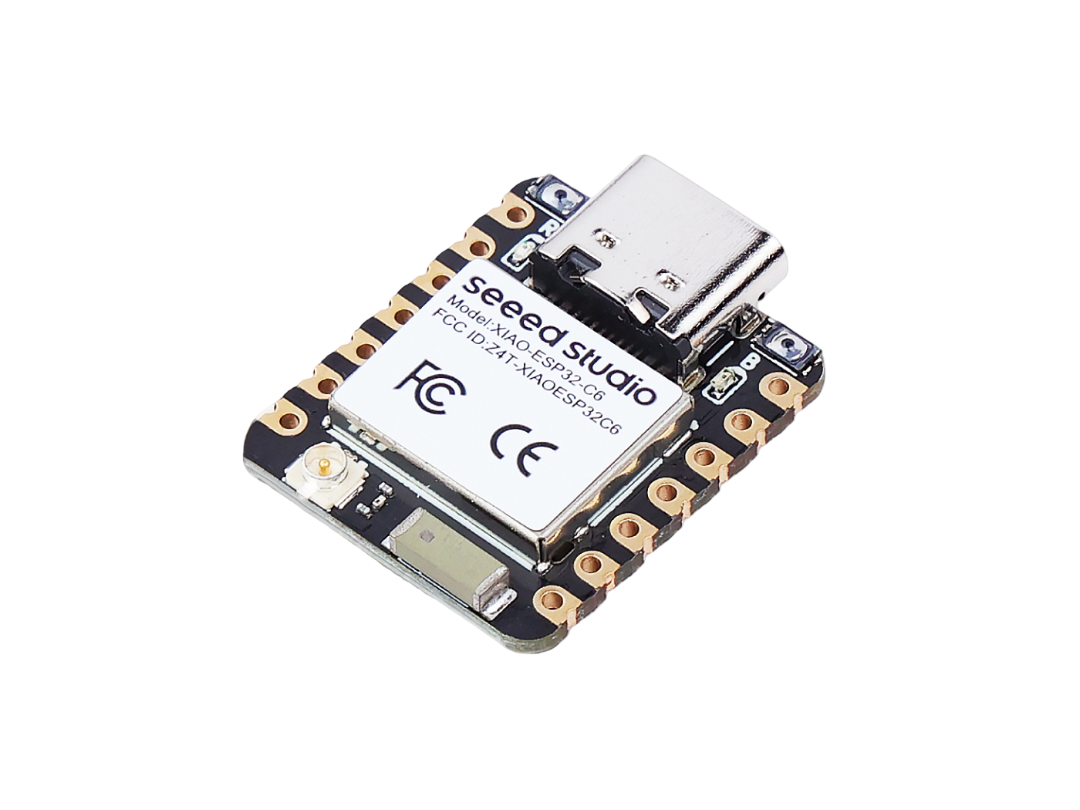 R
B
seeed studio
Model:XIAO-ESP32-C6
FCC ID:Z4T-XIAOESP32C6
FC
CE